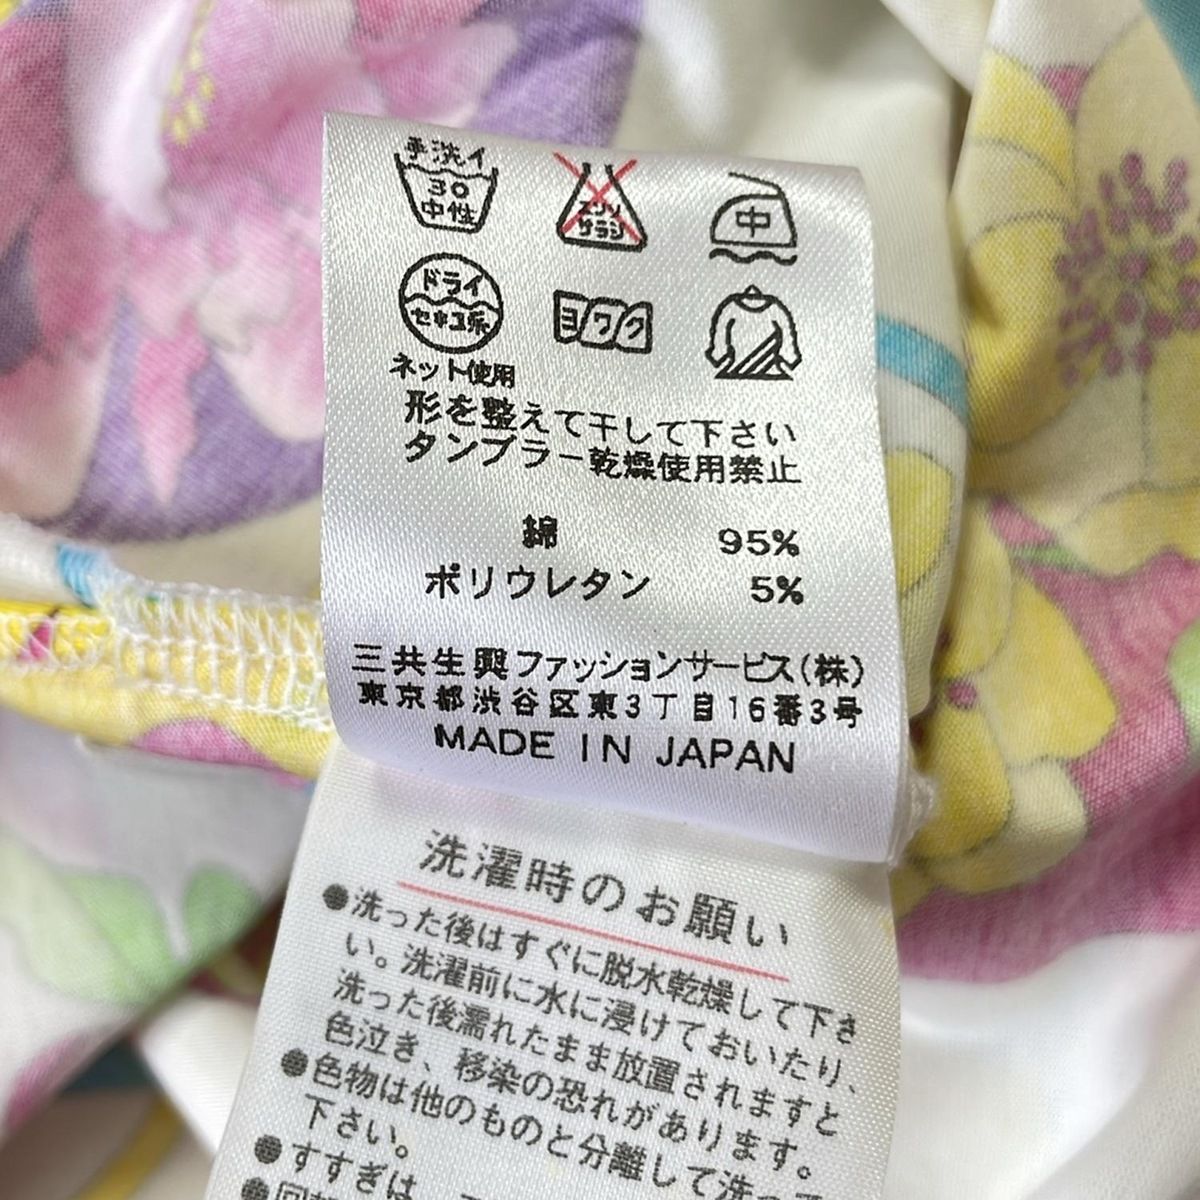 手洗イ
30
中性
エンソ
サラシ
中
ドライ
セキユ系
ヨワク
ネット使用
形を整えて干して下さい
タンブラー乾燥使用禁止
綿 95%
ポリウレタン 5%
三共生興ファッションサービス(株)
東京都渋谷区東3丁目16番3号
MADE IN JAPAN
洗濯時のお願い
●洗った後はすぐに脱水乾燥して下さ
い。洗濯前に水に浸けておいたり、
洗った後濡れたまま放置されますと
色泣き、移染の恐れがあります。
●色物は他のものと分離して洗っ
下さい。
●すすぎは